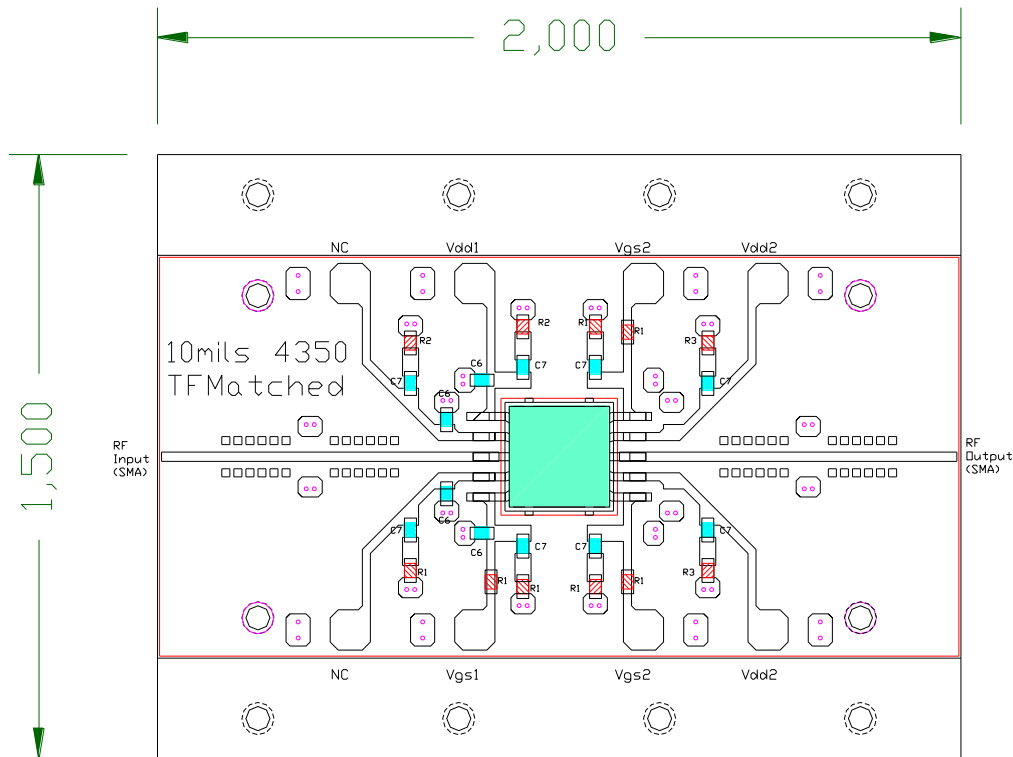 2,000
NC Vdd1 Vgs2 Vdd2
R2 R1 R1
R2 R3
10mils 4350
TFMatched
C6 C7 C7
C7 C6 C7
RF
Input
(SMA)
RF
Output
(SMA)
1,500
C6
C7 C6 C7 C7
R1 R1 R1 R1 R1 R3
NC Vgs1 Vgs2 Vdd2